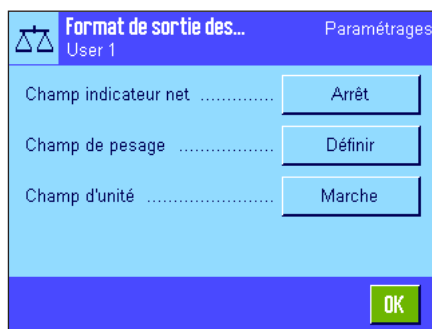 Format de sortie des... Paramétrages
User 1
Champ indicateur net ............. Arrêt
Champ de pesage ................. Définir
Champ d'unité ....................... Marche
OK